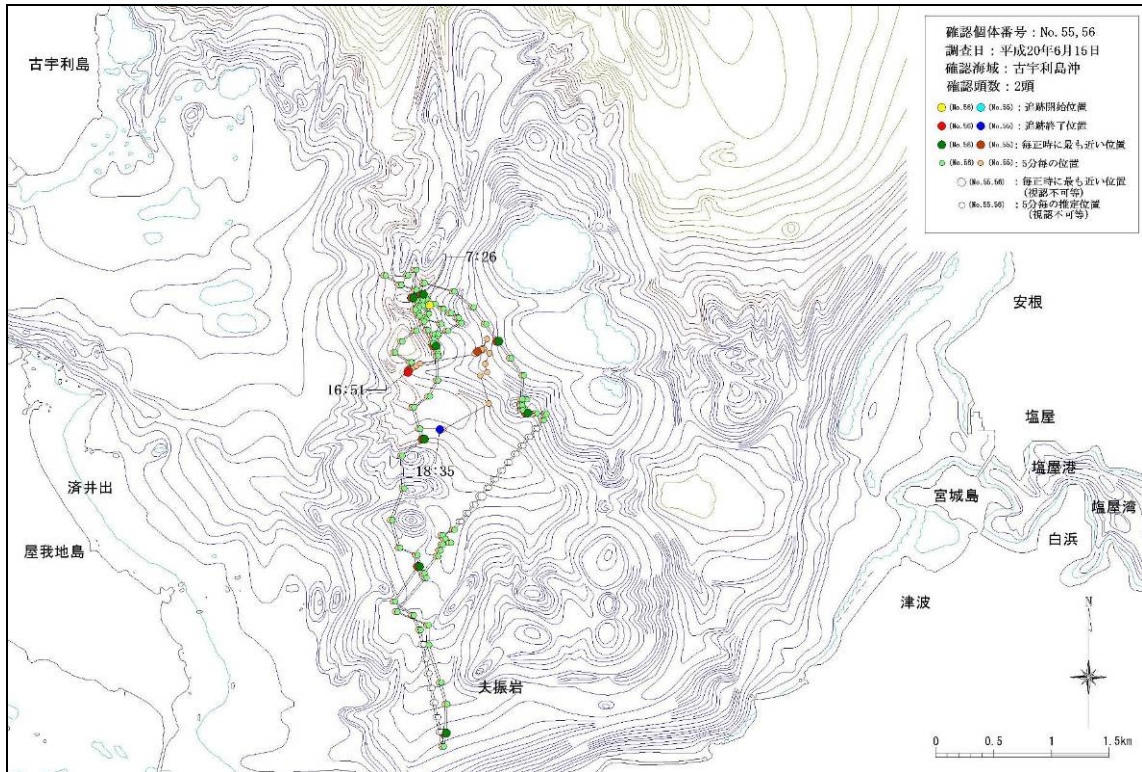 古宇利島
確認個体番号：No.55,56
調査日：平成20年6月15日
確認海域：古宇利島沖
確認頭数：2頭
(No.56) (No.55)：追跡開始位置
(No.56) (No.55)：追跡終了位置
(No.56) (No.55)：毎正時に最も近い位置
(No.56) (No.55)：5分毎の位置
(No.55,56)：毎正時に最も近い位置
(視認不可等)
(No.55,56)：5分毎の推定位置
(視認不可等)
7:26
安根
16:51
塩屋
塩屋港
18:35
済井出
宮城島
塩屋湾
白浜
屋我地島
津波
N
夫振岩
0 0.5 1 1.5km